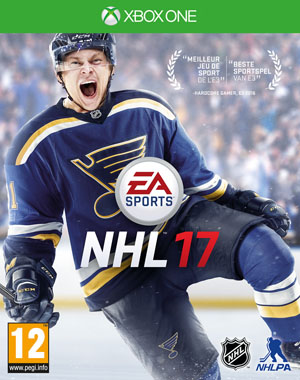 XBOX ONE
"MEILLEUR
JEU DE
SPORT
DE L'E3"
"BESTE
SPORTSPEL
VAN E3"
-HARDCORE GAMER, E3 2016
EA
SPORTS
NHL 17
12
www.pegi.info
NHL
NHLPA